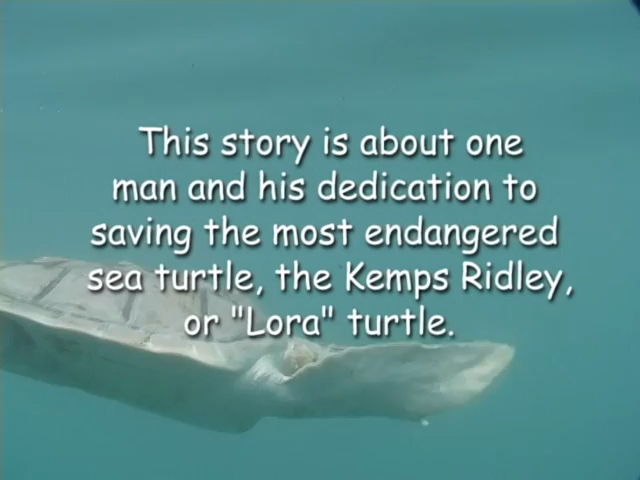 This story is about one
man and his dedication to
saving the most endangered
sea turtle, the Kemps Ridley,
or "Lora" turtle.